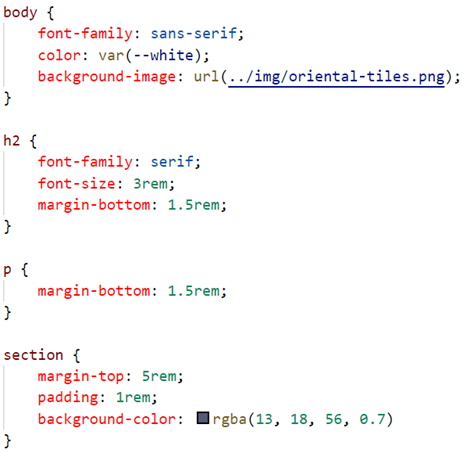 body {
    font-family: sans-serif;
    color: var(--white);
    background-image: url(../img/oriental-tiles.png);
}

h2 {
    font-family: serif;
    font-size: 3rem;
    margin-bottom: 1.5rem;
}

p {
    margin-bottom: 1.5rem;
}

section {
    margin-top: 5rem;
    padding: 1rem;
    background-color: rgba(13, 18, 56, 0.7)
}